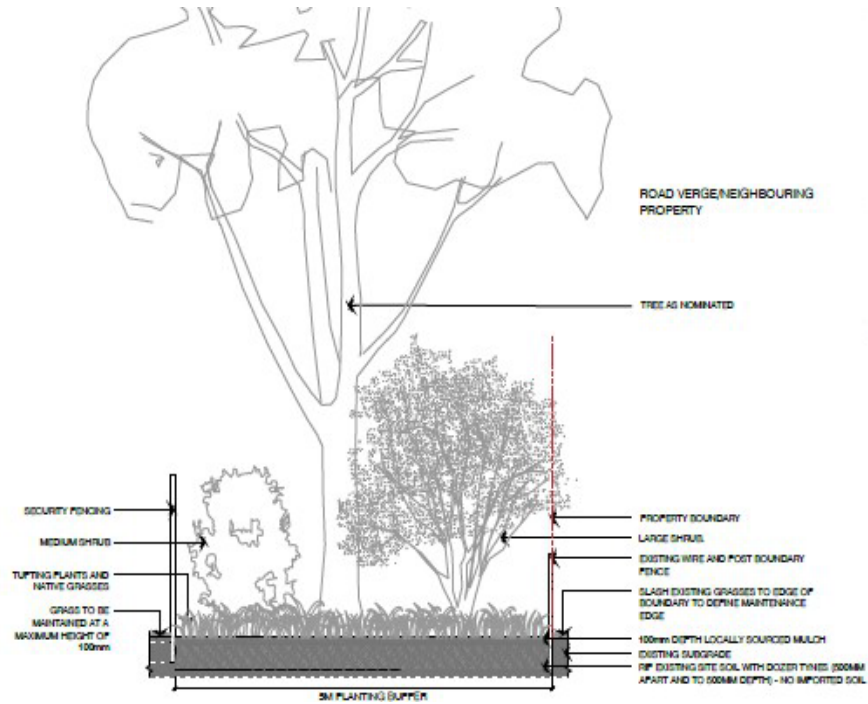 ROAD VERGE/NEIGHBOURING
PROPERTY
TREE AS NOMINATED
SECURITY FENCING
MEDIUM SHRUB
TUFTING PLANTS AND
NATIVE GRASSES
GRASS TO BE
MAINTAINED AT A
MAXIMUM HEIGHT OF
100mm
PROPERTY BOUNDARY
LARGE SHRUB.
EXISTING WIRE AND POST BOUNDARY
FENCE
SLASH EXISTING GRASSES TO EDGE OF
BOUNDARY TO DEFINE MAINTENANCE
EDGE
100mm DEPTH LOCALLY SOURCED MULCH
EXISTING SUBGRADE
RIP EXISTING SITE SOIL WITH DOZER TYNES (500MM
APART AND TO 500MM DEPTH) - NO IMPORTED SOIL
5M PLANTING BUFFER